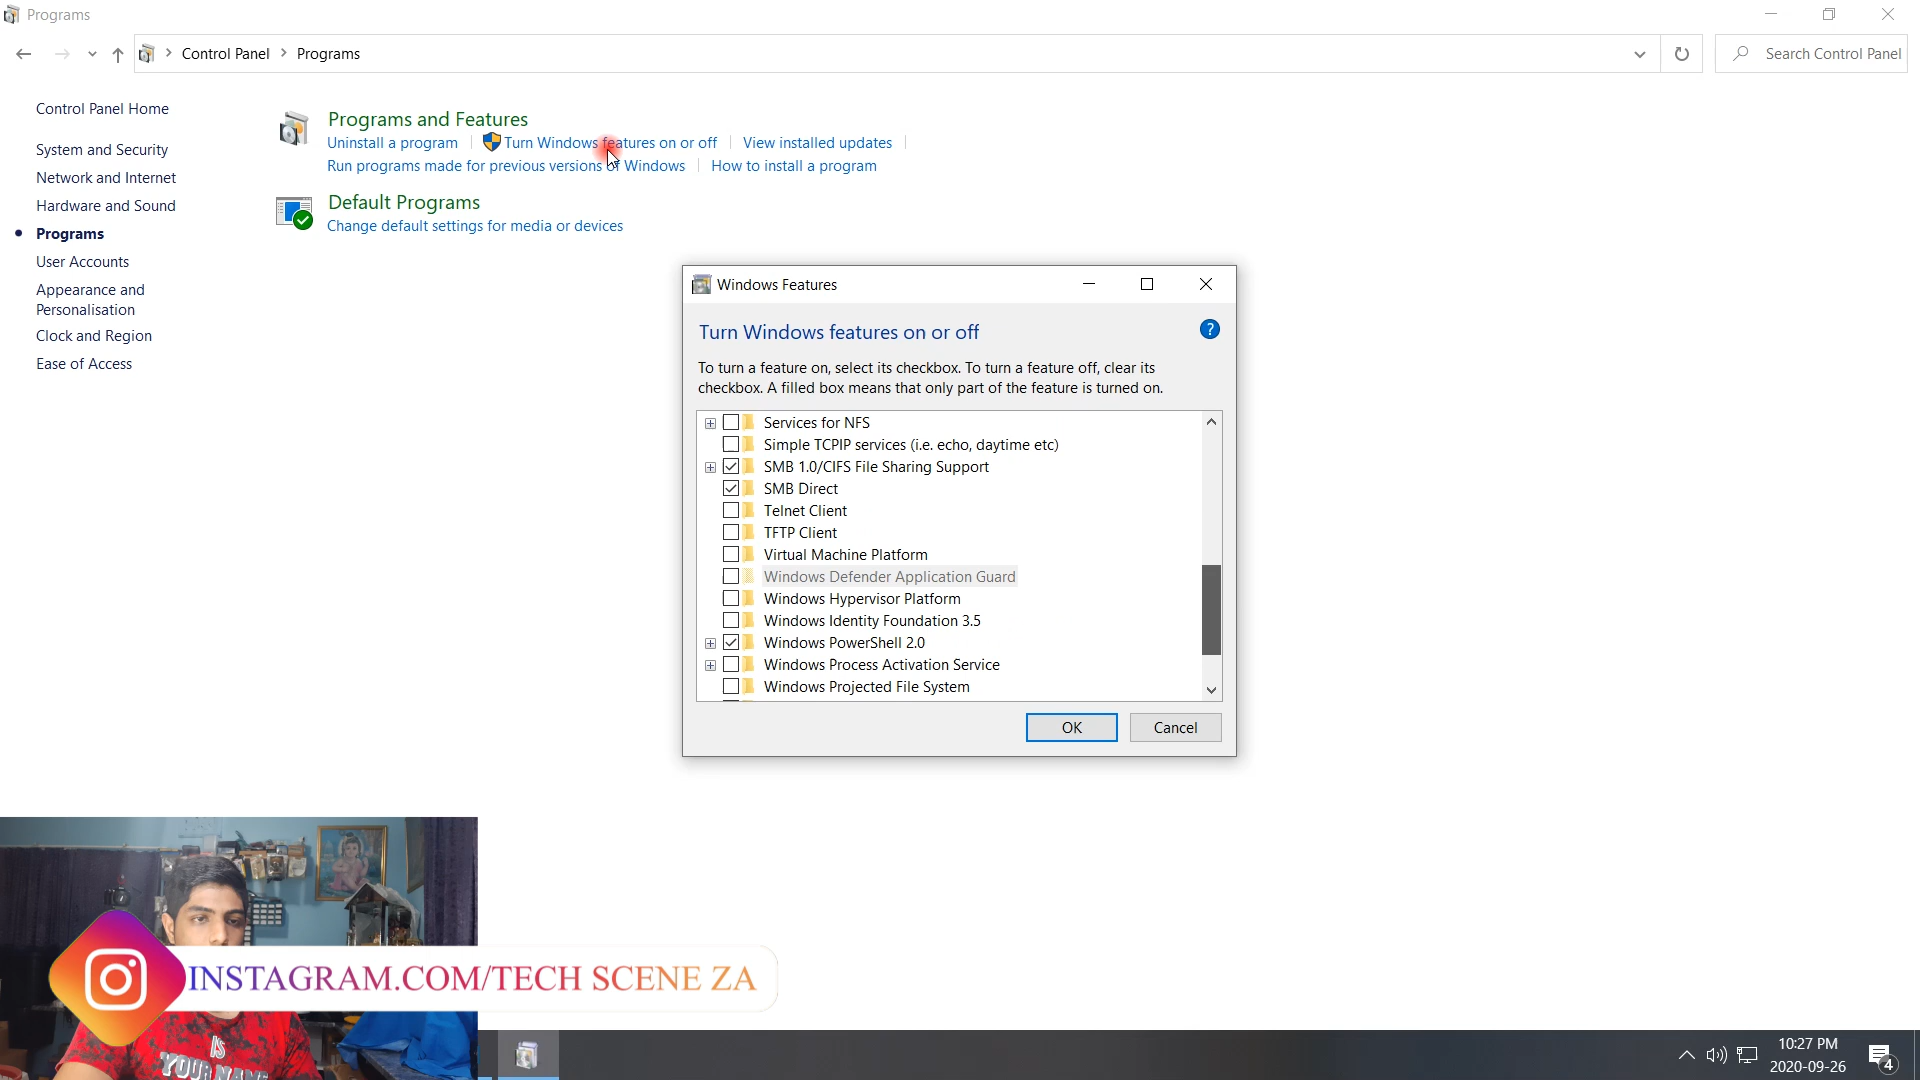 Programs
Control Panel
Programs
Search Control Panel
Control Panel Home
System and Security
Network and Internet
Hardware and Sound
Programs
User Accounts
Appearance and
Personalisation
Clock and Region
Ease of Access
Programs and Features
Uninstall a program
Turn Windows features on or off
View installed updates
Run programs made for previous versions of Windows
How to install a program
Default Programs
Change default settings for media or devices
Windows Features
Turn Windows features on or off
?
To turn a feature on, select its checkbox. To turn a feature off, clear its
checkbox. A filled box means that only part of the feature is turned on.
Services for NFS
Simple TCPIP services (i.e. echo, daytime etc)
SMB 1.0/CIFS File Sharing Support
SMB Direct
Telnet Client
TFTP Client
Virtual Machine Platform
Windows Defender Application Guard
Windows Hypervisor Platform
Windows Identity Foundation 3.5
Windows PowerShell 2.0
Windows Process Activation Service
Windows Projected File System
OK
Cancel
INSTAGRAM.COM/TECH SCENE ZA
IS
YOUR NAME
10:27 PM
2020-09-26
4